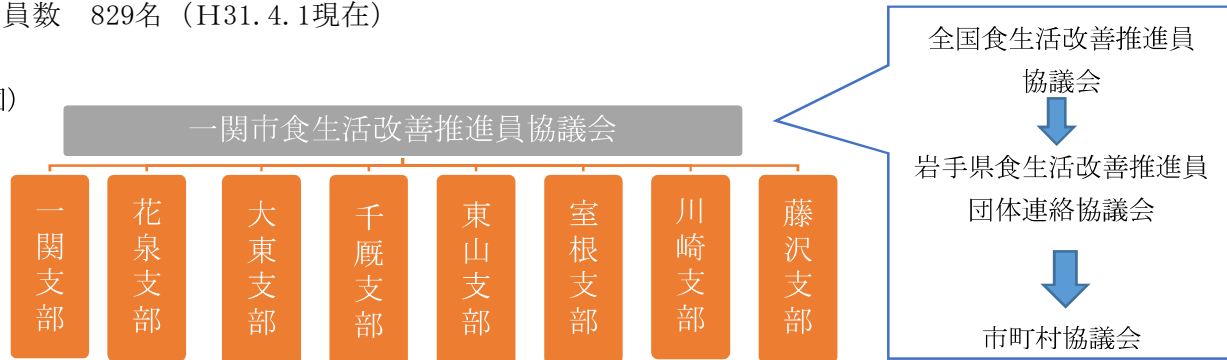 員数 829名（H31.4.1現在）
全国食生活改善推進員
協議会
図）
一関市食生活改善推進員協議会
岩手県食生活改善推進員
団体連絡協議会
市町村協議会
一関支部
花泉支部
大東支部
千厩支部
東山支部
室根支部
川崎支部
藤沢支部